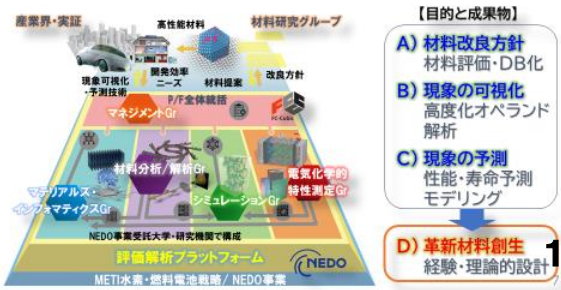 産業界・実証
高性能材料
材料研究グループ
現象可視化
・予測技術
開発効率
ニーズ
材料提案
改良方針
P/F全体統括
マネジメントGr
FC-Cubic
材料分析/解析Gr
電気化学的
特性測定Gr
マテリアルズ・
インフォマティクスGr
シミュレーションGr
NEDO事業受託大学・研究機関で構成
評価解析プラットフォーム
NEDO
METI水素・燃料電池戦略/ NEDO事業
【目的と成果物】
A) 材料改良方針
材料評価・DB化
B) 現象の可視化
高度化オペランド
解析
C) 現象の予測
性能・寿命予測
モデリング
D) 革新材料創生
経験・理論的設計
1
7